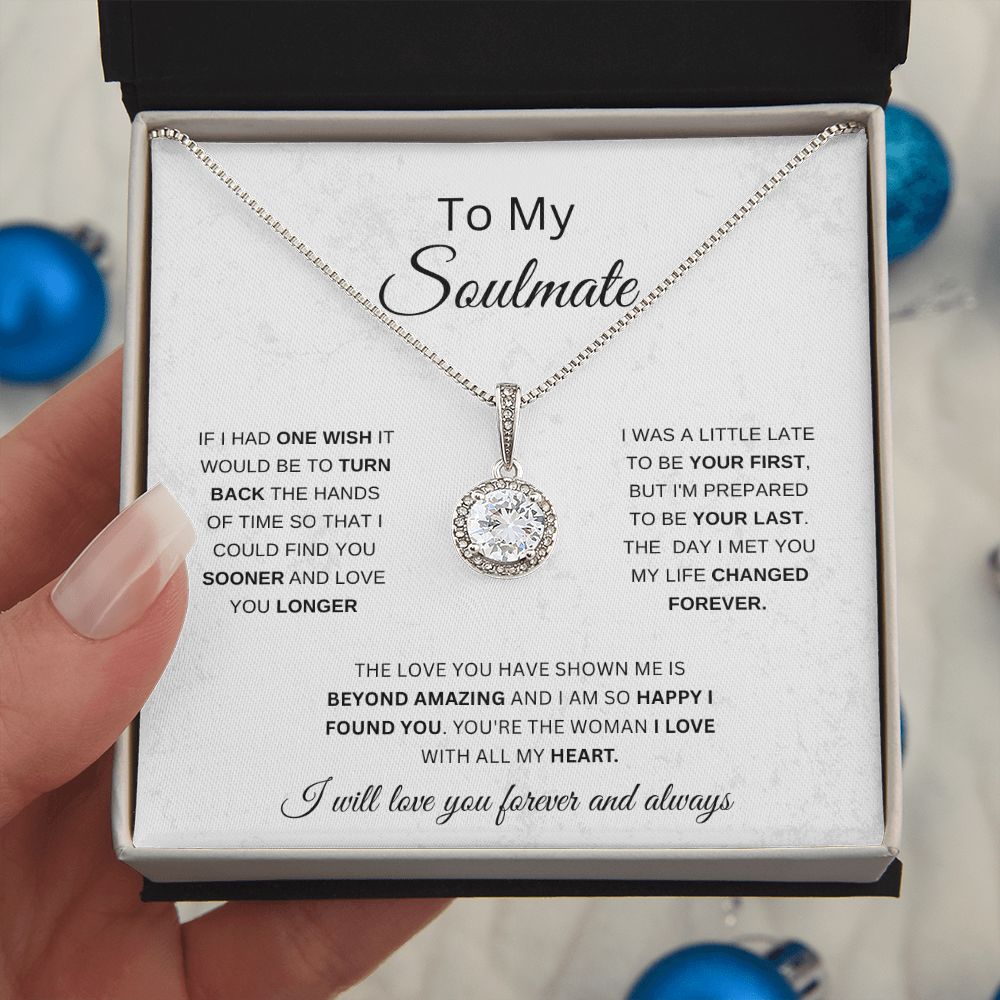 To My
Soulmate
IF I HAD ONE WISH IT
WOULD BE TO TURN
BACK THE HANDS
OF TIME SO THAT I
COULD FIND YOU
SOONER AND LOVE
YOU LONGER
I WAS A LITTLE LATE
TO BE YOUR FIRST,
BUT I'M PREPARED
TO BE YOUR LAST.
THE DAY I MET YOU
MY LIFE CHANGED
FOREVER.
THE LOVE YOU HAVE SHOWN ME IS
BEYOND AMAZING AND I AM SO HAPPY I
FOUND YOU. YOU'RE THE WOMAN I LOVE
WITH ALL MY HEART.
I will love you forever and always